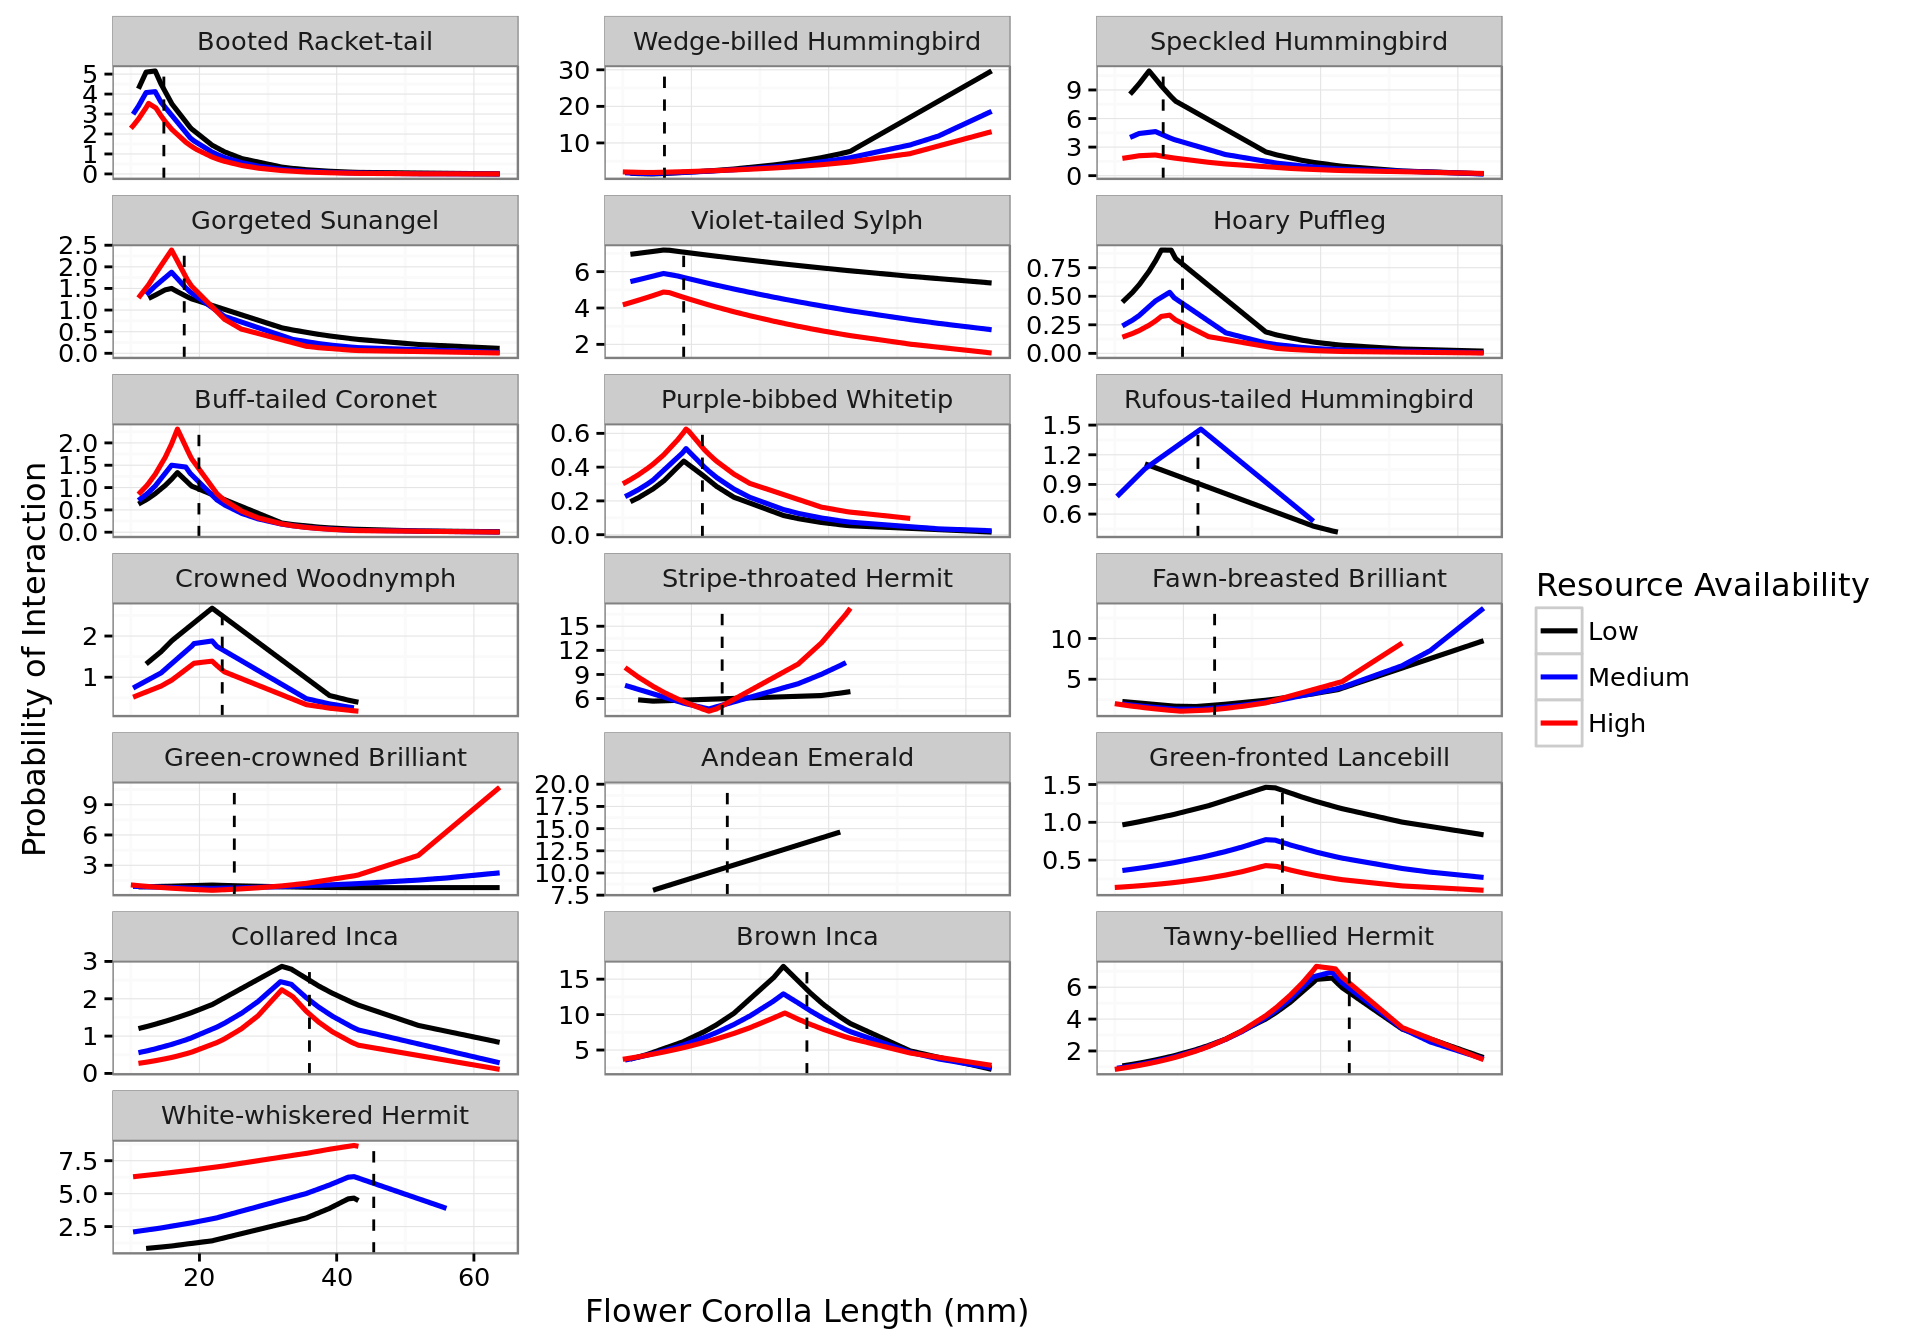 Booted Racket-tail
Wedge-billed Hummingbird
Speckled Hummingbird
5
4
3
2
1
0
30
20
10
9
6
3
0
Gorgeted Sunangel
Violet-tailed Sylph
Hoary Puffleg
2.5
2.0
1.5
1.0
0.5
0.0
6
4
2
0.75
0.50
0.25
0.00
Buff-tailed Coronet
Purple-bibbed Whitetip
Rufous-tailed Hummingbird
2.0
1.5
1.0
0.5
0.0
0.6
0.4
0.2
0.0
1.5
1.2
0.9
0.6
Crowned Woodnymph
Stripe-throated Hermit
Fawn-breasted Brilliant
2
1
15
12
9
6
10
5
Green-crowned Brilliant
Andean Emerald
Green-fronted Lancebill
9
6
3
20.0
17.5
15.0
12.5
10.0
7.5
1.5
1.0
0.5
Collared Inca
Brown Inca
Tawny-bellied Hermit
3
2
1
0
15
10
5
6
4
2
White-whiskered Hermit
7.5
5.0
2.5
20 40 60
Flower Corolla Length (mm)
Probability of Interaction
Resource Availability
Low
Medium
High